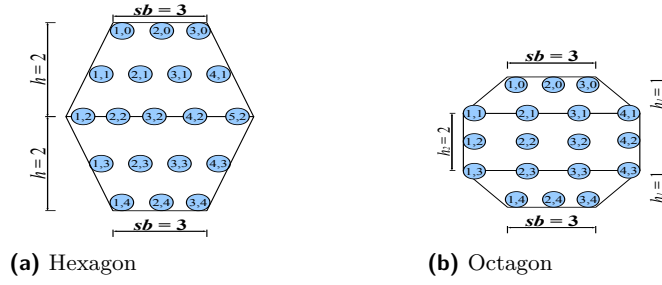 sb = 3
1,0 2,0 3,0
h = 2
1,1 2,1 3,1 4,1
1,2 2,2 3,2 4,2 5,2
h = 2
1,3 2,3 3,3 4,3
1,4 2,4 3,4
sb = 3
(a) Hexagon
sb = 3
1,0 2,0 3,0
h₁ = 1
1,1 2,1 3,1 4,1
h₂ = 2
1,2 2,2 3,2 4,2
1,3 2,3 3,3 4,3
h₁ = 1
1,4 2,4 3,4
sb = 3
(b) Octagon